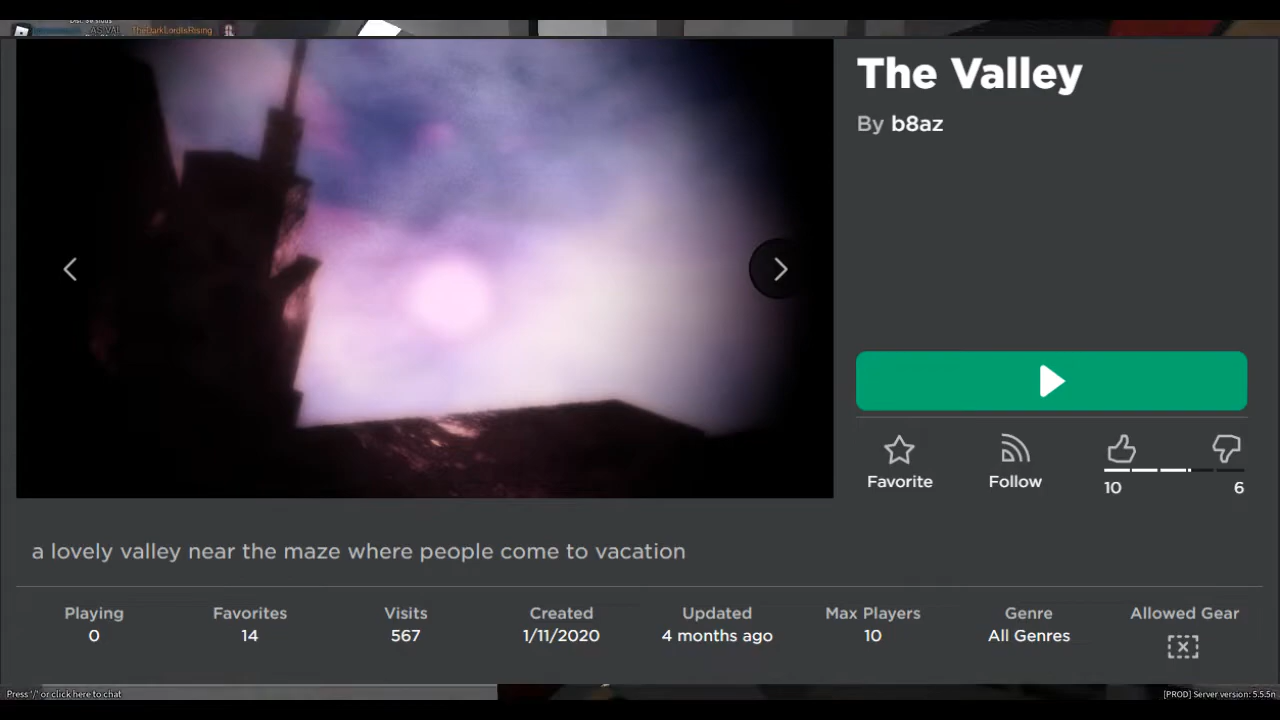 TheDarkLordIsRising
The Valley
By b8az
Favorite
Follow
10
6
a lovely valley near the maze where people come to vacation
Playing
Favorites
Visits
Created
Updated
Max Players
Genre
Allowed Gear
0
14
567
1/11/2020
4 months ago
10
All Genres
Press '/' or click here to chat
[PROD] Server version: 5.5.5n